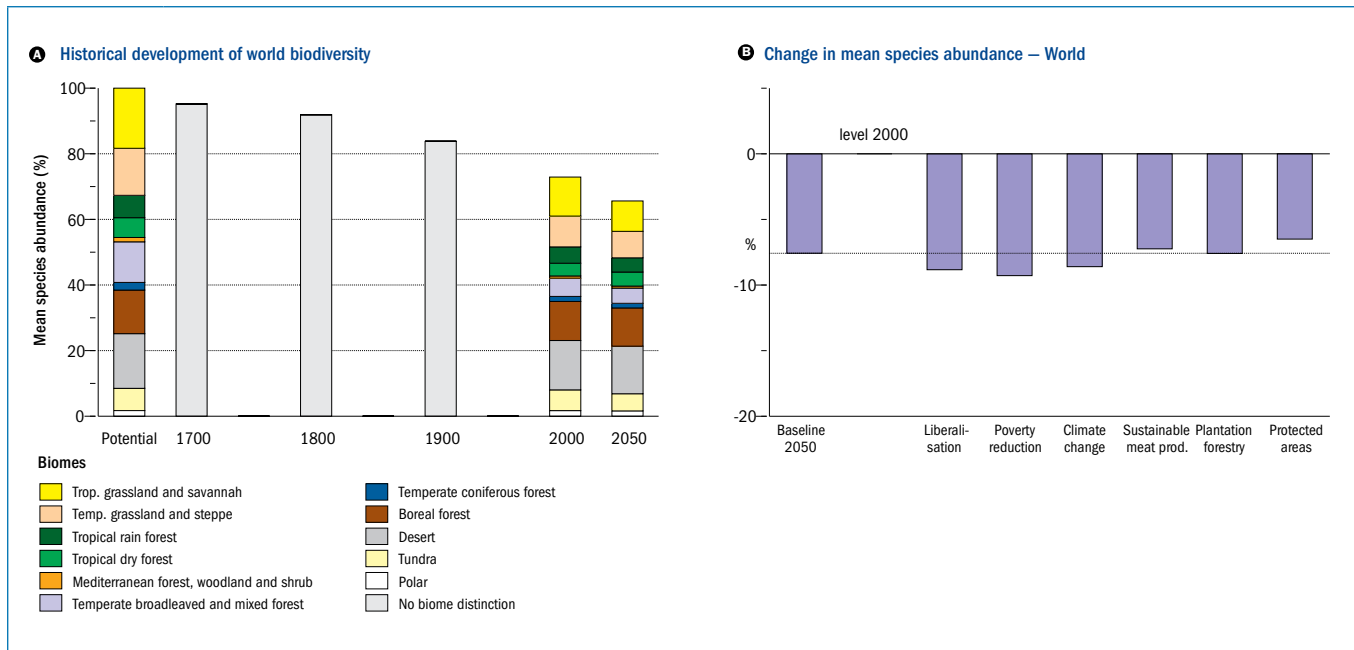 A Historical development of world biodiversity
Mean species abundance (%)
100
80
60
40
20
0
Potential 1700 1800 1900 2000 2050
Biomes
Trop. grassland and savannah
Temp. grassland and steppe
Tropical rain forest
Tropical dry forest
Mediterranean forest, woodland and shrub
Temperate broadleaved and mixed forest
Temperate coniferous forest
Boreal forest
Desert
Tundra
Polar
No biome distinction
B Change in mean species abundance — World
level 2000
0
%
-10
-20
Baseline
2050
Liberali-
sation
Poverty
reduction
Climate
change
Sustainable
meat prod.
Plantation
forestry
Protected
areas